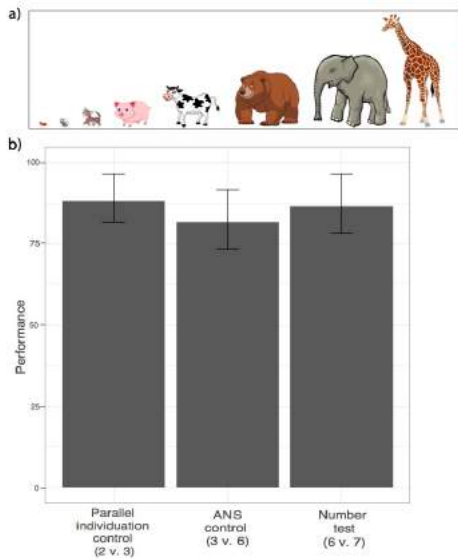 a)
b)
100
75
50
25
0
Performance
Parallel
individuation
control
(2 v. 3)
ANS
control
(3 v. 6)
Number
test
(6 v. 7)